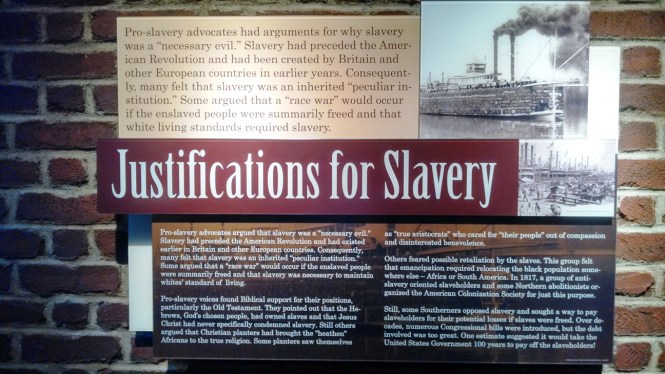 Pro-slavery advocates had arguments for why slavery
was a “necessary evil.” Slavery had preceded the Amer-
ican Revolution and had been created by Britain and
other European countries in earlier years. Consequent-
ly, many felt that slavery was an inherited “peculiar in-
stitution.” Some argued that a “race war” would occur
if the enslaved people were summarily freed and that
white living standards required slavery.
Justifications for Slavery
Pro-slavery advocates argued that slavery was a “necessary evil.”
Slavery had preceded the American Revolution and had existed
earlier in Britain and other European countries. Consequently,
many felt that slavery was an inherited “peculiar institution.”
Some argued that a “race war” would occur if the enslaved people
were summarily freed and that slavery was necessary to maintain
whites’ standard of living.
Pro-slavery voices found Biblical support for their positions,
particularly the Old Testament. They pointed out that the He-
brews, God’s chosen people, had owned slaves and that Jesus
Christ had never specifically condemned slavery. Still others
argued that Christian planters had brought the “heathen”
Africans to the true religion. Some planters saw themselves
as “true aristocrats” who cared for “their people” out of compassion
and disinterested benevolence.
Others feared possible retaliation by the slaves. This group felt
that emancipation required relocating the black population some-
where else – Africa or South America. In 1817, a group of anti-
slavery oriented slaveholders and some Northern abolitionists or-
ganized the American Colonization Society for just this purpose.
Still, some Southerners opposed slavery and sought a way to pay
slaveholders for their potential losses if slaves were freed. Over de-
cades, numerous Congressional bills were introduced, but the debt
involved was too great. One estimate suggested it would take the
United States Government 100 years to pay off the slaveholders!